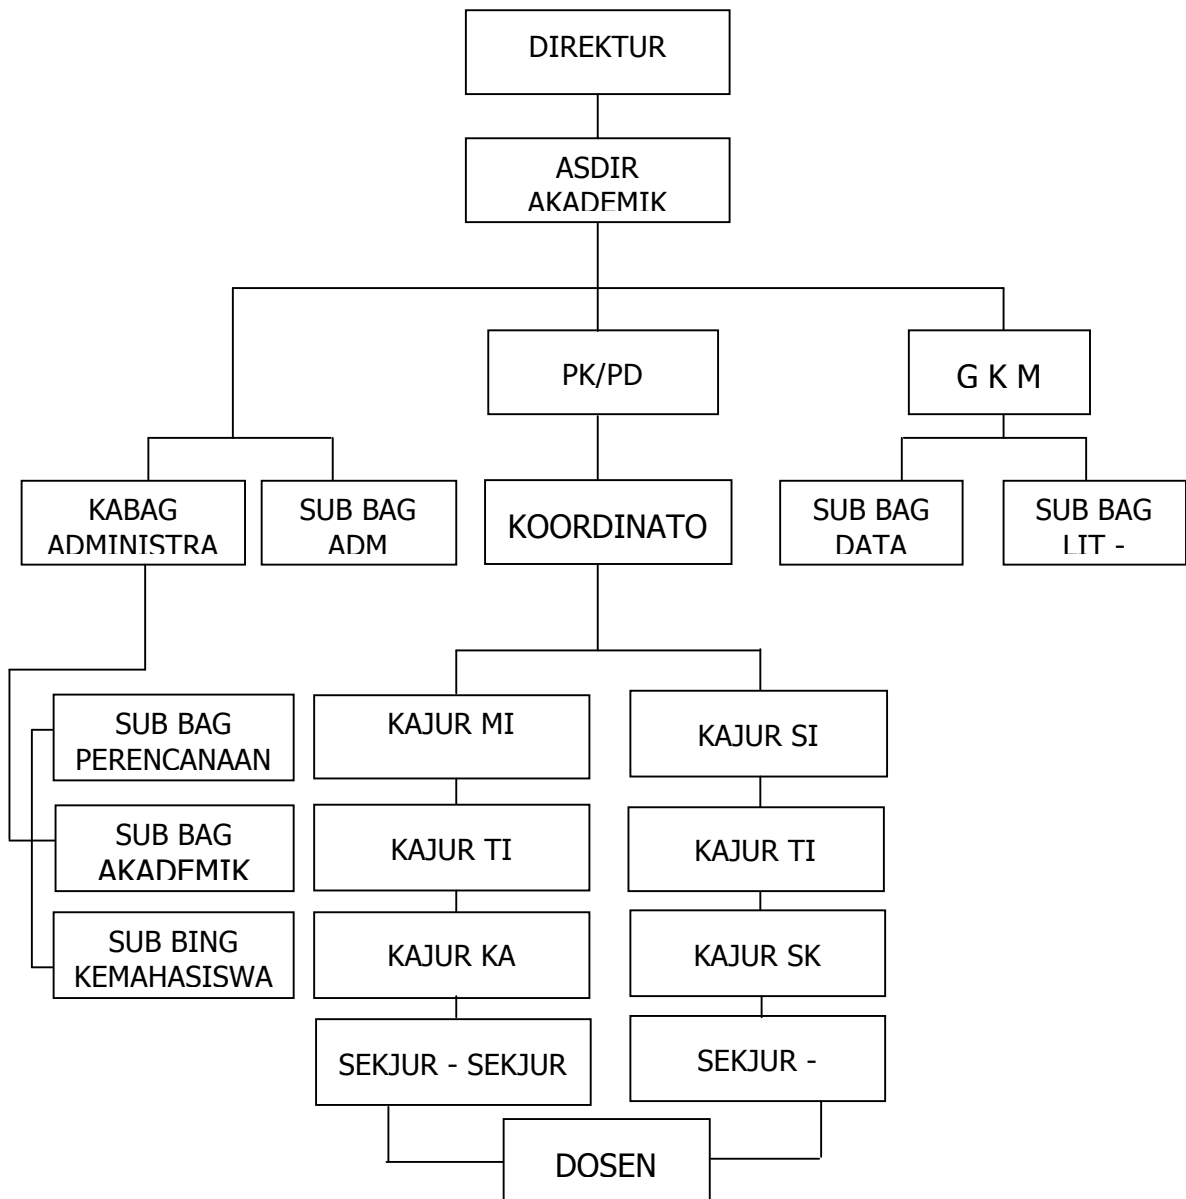 DIREKTUR
ASDIR
AKADEMIK
PK/PD
G K M
KABAG
ADMINISTRA
SUB BAG
ADM
KOORDINATO
SUB BAG
DATA
SUB BAG
LIT -
SUB BAG
PERENCANAAN
KAJUR MI
KAJUR SI
SUB BAG
AKADEMIK
KAJUR TI
KAJUR TI
SUB BING
KEMAHASISWA
KAJUR KA
KAJUR SK
SEKJUR - SEKJUR
SEKJUR -
DOSEN